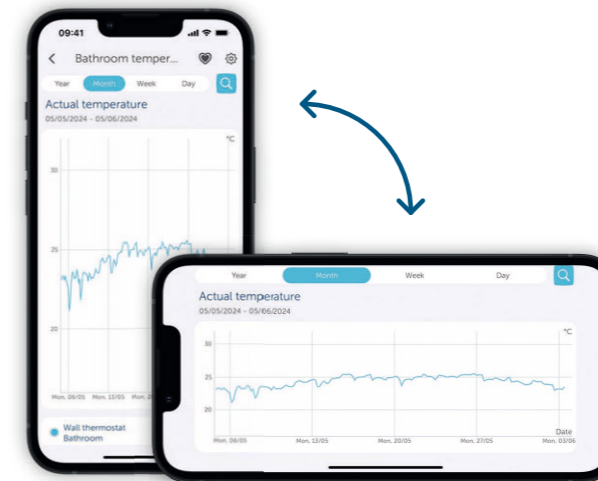 09:41
Bathroom temper...
Year Month Week Day
Actual temperature
05/05/2024 - 05/06/2024
°C
30
25
20
Mon, 06/05 Mon, 13/05 Mon,
Wall thermostat
Bathroom
Year Month Week Day
Actual temperature
05/05/2024 - 05/06/2024
°C
30
25
20
Date
Mon, 06/05 Mon, 13/05 Mon, 20/05 Mon, 27/05 Mon, 03/06